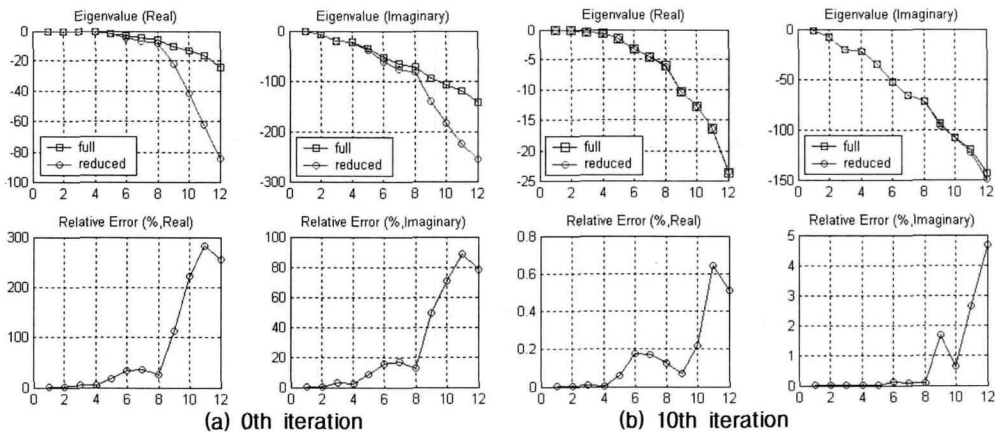 Eigenvalue (Real)
0
-20
-40
-60
-80
-100
full
reduced
0 2 4 6 8 10 12
Eigenvalue (Imaginary)
0
-100
-200
-300
full
reduced
0 2 4 6 8 10 12
Eigenvalue (Real)
0
-5
-10
-15
-20
-25
full
reduced
0 2 4 6 8 10 12
Eigenvalue (Imaginary)
0
-50
-100
-150
full
reduced
0 2 4 6 8 10 12
Relative Error (%,Real)
300
200
100
0
0 2 4 6 8 10 12
Relative Error (%,Imaginary)
100
80
60
40
20
0
0 2 4 6 8 10 12
Relative Error (%,Real)
0.8
0.6
0.4
0.2
0
0 2 4 6 8 10 12
Relative Error (%,Imaginary)
5
4
3
2
1
0
0 2 4 6 8 10 12
(a) 0th iteration
(b) 10th iteration